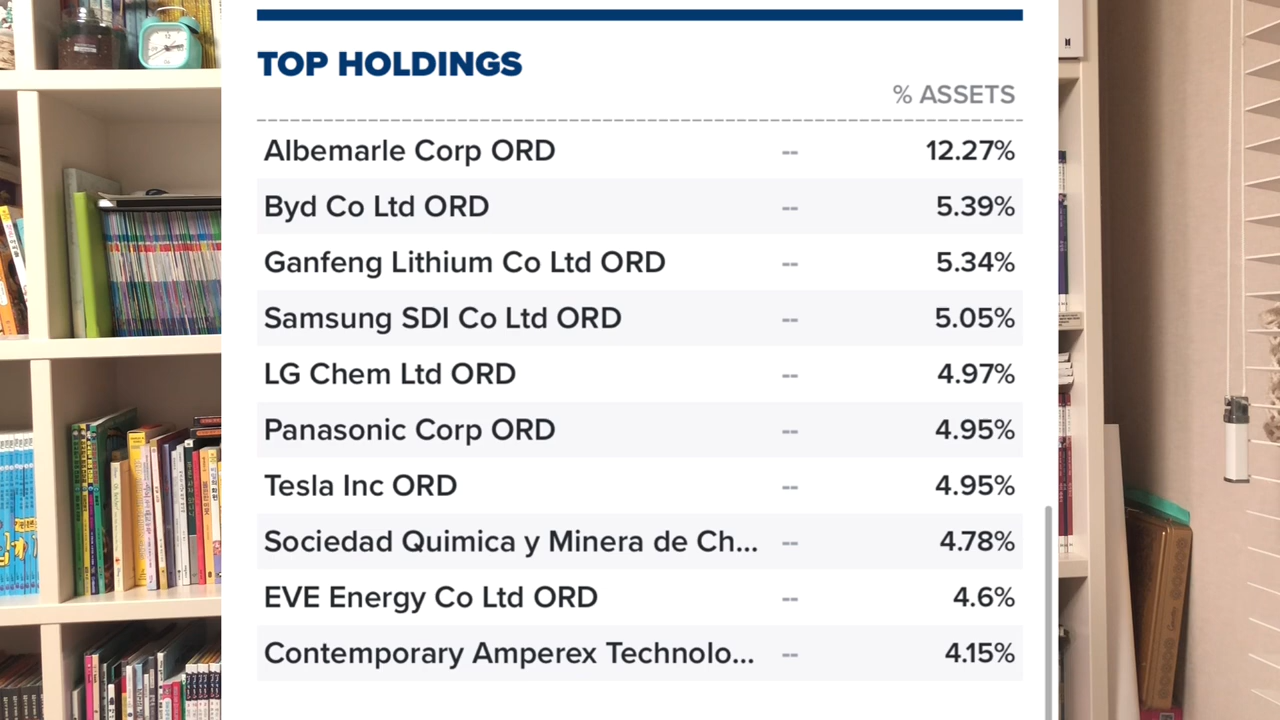 TOP HOLDINGS
% ASSETS
Albemarle Corp ORD -- 12.27%
Byd Co Ltd ORD -- 5.39%
Ganfeng Lithium Co Ltd ORD -- 5.34%
Samsung SDI Co Ltd ORD -- 5.05%
LG Chem Ltd ORD -- 4.97%
Panasonic Corp ORD -- 4.95%
Tesla Inc ORD -- 4.95%
Sociedad Quimica y Minera de Ch... -- 4.78%
EVE Energy Co Ltd ORD -- 4.6%
Contemporary Amperex Technolo... -- 4.15%